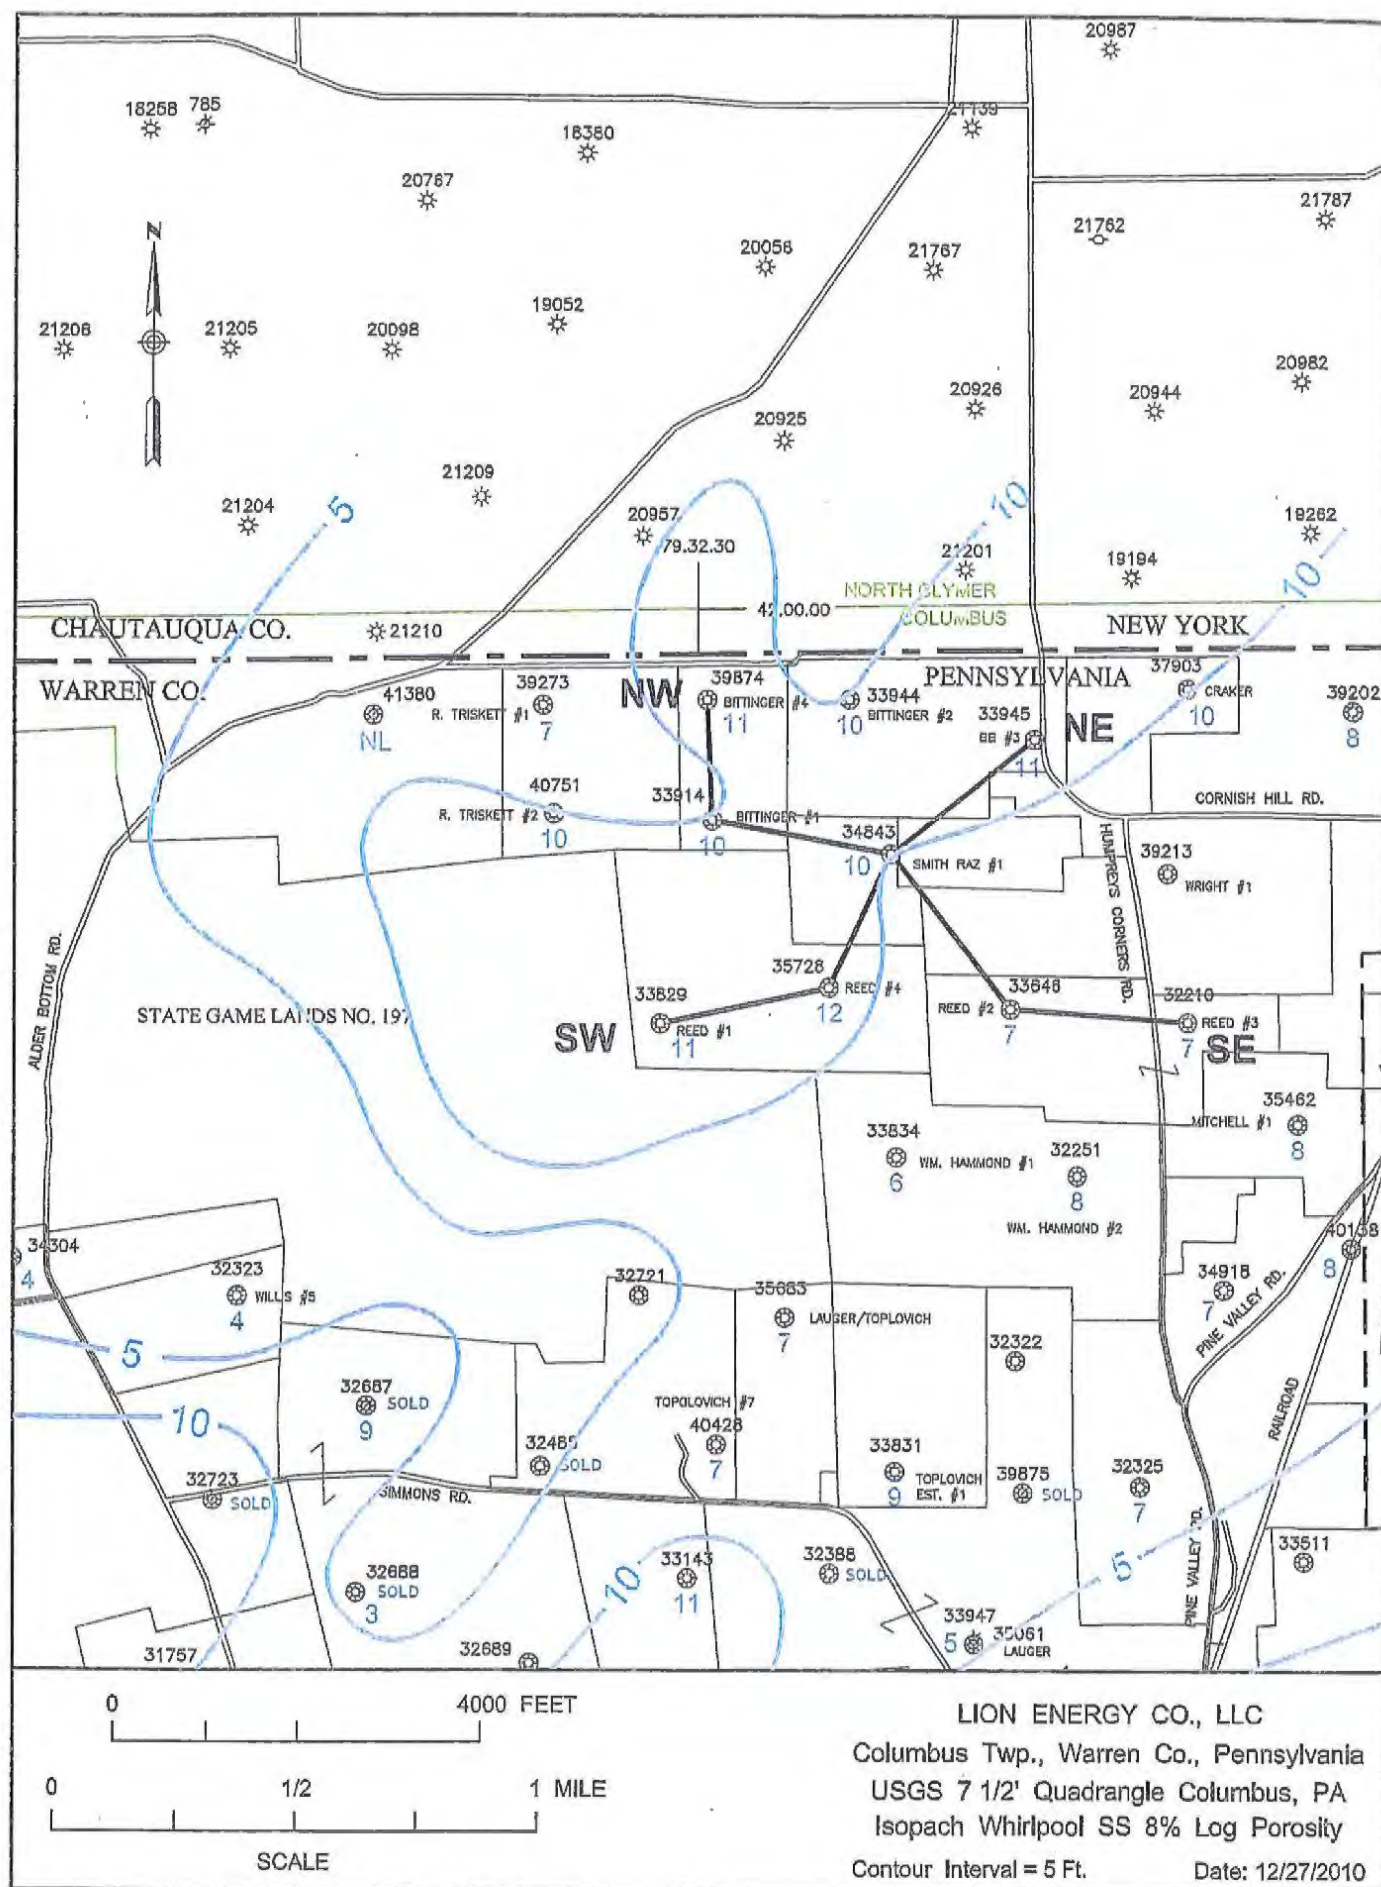 20987
18258
785
21139
18380
20767
21787
21762
N
20056
21767
19052
21206
21205
20098
20982
20926
20944
20925
21209
5
21204
10
20957
19262
79.32.30
21201
19194
10
NORTH CLYMER
42.00.00
COLUMBUS
CHAUTAUQUA CO.
21210
NEW YORK
WARREN CO.
PENNSYLVANIA
41380
NL
39273
R. TRISKETT #1
7
NW
39874
BITTINGER #4
11
33944
BITTINGER #2
10
33945
BB #3
11
NE
37903
CRAKER
10
39202
8
40751
R. TRISKETT #2
10
33914
BITTINGER #1
10
34843
SMITH RAZ #1
10
CORNISH HILL RD.
HUMPREYS CORNERS RD.
39213
WRIGHT #1
ALDER BOTTOM RD.
STATE GAME LANDS NO. 197
35728
REED #4
12
SW
33829
REED #1
11
33646
REED #2
7
32210
REED #3
7
SE
35462
MITCHELL #1
8
33834
WM. HAMMOND #1
6
32251
8
WM. HAMMOND #2
34304
4
32323
WILLIS #5
4
32721
35683
LAUGER/TOPLOVICH
7
40158
8
34918
7
PINE VALLEY RD.
RAILROAD
5
32322
10
32687
SOLD
9
TOPOLOVICH #7
40428
7
32485
SOLD
33831
TOPLOVICH
EST. #1
9
39875
SOLD
32325
7
32723
SOLD
SIMMONS RD.
PINE VALLEY RD.
33511
32688
SOLD
3
10
33143
11
32388
SOLD
5
33947
35061
5
LAUGER
31757
32689
0 4000 FEET
0 1/2 1 MILE
SCALE
LION ENERGY CO., LLC
Columbus Twp., Warren Co., Pennsylvania
USGS 7 1/2' Quadrangle Columbus, PA
Isopach Whirlpool SS 8% Log Porosity
Contour Interval = 5 Ft. Date: 12/27/2010